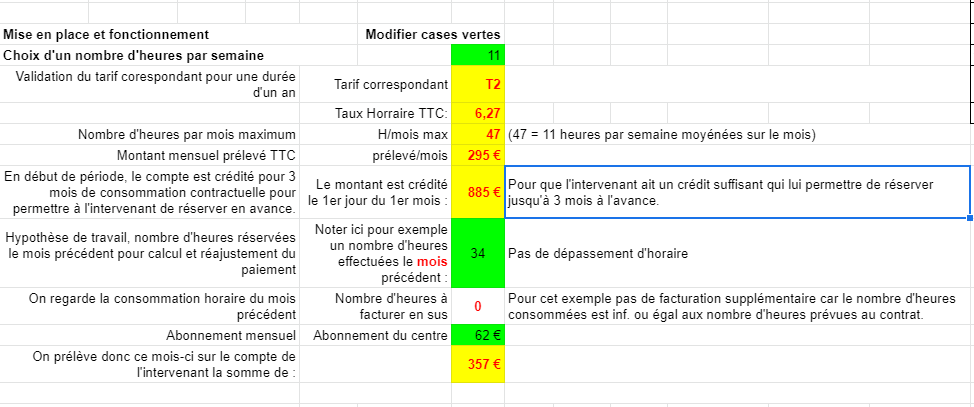 Mise en place et fonctionnement Modifier cases vertes
Choix d'un nombre d'heures par semaine 11
Validation du tarif corespondant pour une durée
d'un an
Tarif correspondant T2
Taux Horraire TTC: 6,27
Nombre d'heures par mois maximum H/mois max 47 (47 = 11 heures par semaine moyénées sur le mois)
Montant mensuel prélevé TTC prélevé/mois 295 €
En début de période, le compte est crédité pour 3
mois de consommation contractuelle pour
permettre à l'intervenant de réserver en avance.
Le montant est crédité
le 1er jour du 1er mois :
885 €
Pour que l'intervenant ait un crédit suffisant qui lui permettre de réserver
jusqu'à 3 mois à l'avance.
Hypothèse de travail, nombre d'heures réservées
le mois précédent pour calcul et réajustement du
paiement
Noter ici pour exemple
un nombre d'heures
effectuées le mois
précédent :
34
Pas de dépassement d'horaire
On regarde la consommation horaire du mois
précédent
Nombre d'heures à
facturer en sus
0
Pour cet exemple pas de facturation supplémentaire car le nombre d'heures
consommées est inf. ou égal aux nombre d'heures prévues au contrat.
Abonnement mensuel Abonnement du centre 62 €
On prélève donc ce mois-ci sur le compte de
l'intervenant la somme de :
357 €